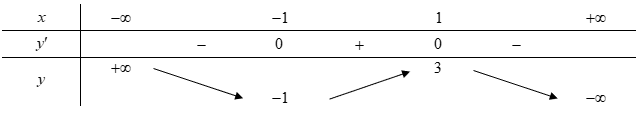 x −∞ −1 1 +∞
y′ − 0 + 0 −
y +∞ −1 3 −∞